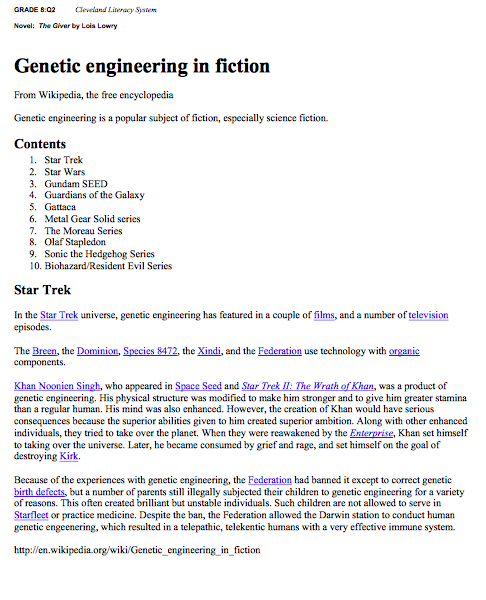 GRADE 8:Q2 Cleveland Literacy System
Novel: The Giver by Lois Lowry
Genetic engineering in fiction
From Wikipedia, the free encyclopedia
Genetic engineering is a popular subject of fiction, especially science fiction.
Contents
1. Star Trek
2. Star Wars
3. Gundam SEED
4. Guardians of the Galaxy
5. Gattaca
6. Metal Gear Solid series
7. The Moreau Series
8. Olaf Stapledon
9. Sonic the Hedgehog Series
10. Biohazard/Resident Evil Series
Star Trek
In the Star Trek universe, genetic engineering has featured in a couple of films, and a number of television
episodes.
The Breen, the Dominion, Species 8472, the Xindi, and the Federation use technology with organic
components.
Khan Noonien Singh, who appeared in Space Seed and Star Trek II: The Wrath of Khan, was a product of
genetic engineering. His physical structure was modified to make him stronger and to give him greater stamina
than a regular human. His mind was also enhanced. However, the creation of Khan would have serious
consequences because the superior abilities given to him created superior ambition. Along with other enhanced
individuals, they tried to take over the planet. When they were reawakened by the Enterprise, Khan set himself
to taking over the universe. Later, he became consumed by grief and rage, and set himself on the goal of
destroying Kirk.
Because of the experiences with genetic engineering, the Federation had banned it except to correct genetic
birth defects, but a number of parents still illegally subjected their children to genetic engineering for a variety
of reasons. This often created brilliant but unstable individuals. Such children are not allowed to serve in
Starfleet or practice medicine. Despite the ban, the Federation allowed the Darwin station to conduct human
genetic engeenering, which resulted in a telepathic, telekentic humans with a very effective immune system.
http://en.wikipedia.org/wiki/Genetic_engineering_in_fiction